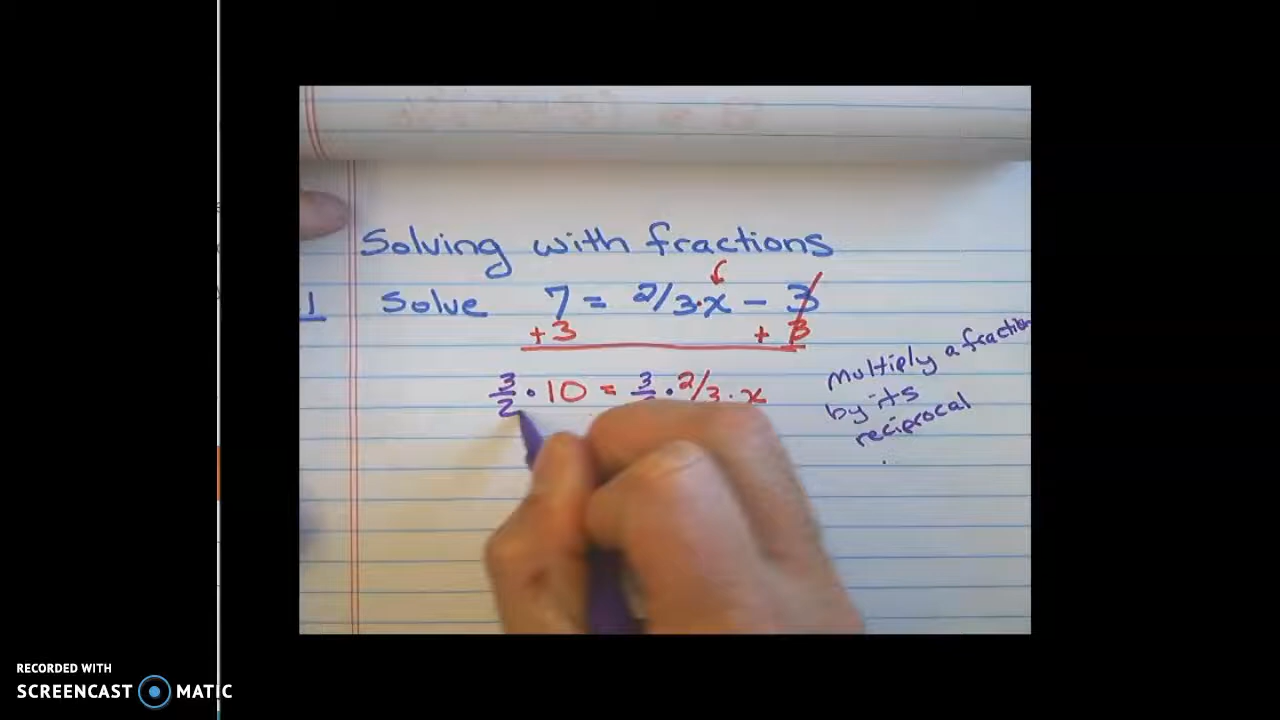 Solving with fractions
1 Solve 7 = 2/3·x − 3
+3 + 3
3/2 · 10 = 3/2 · 2/3 · x
Multiply a fraction
by its
reciprocal
RECORDED WITH
SCREENCAST MATIC